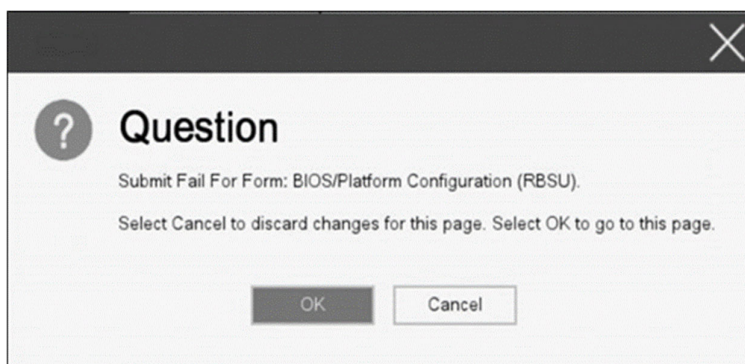 Question
Submit Fail For Form: BIOS/Platform Configuration (RBSU).
Select Cancel to discard changes for this page. Select OK to go to this page.
OK
Cancel